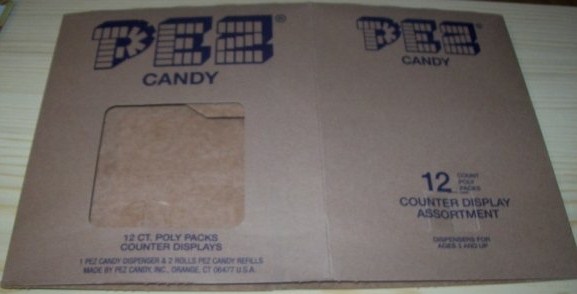 PEZ®
CANDY
12 CT. POLY PACKS
COUNTER DISPLAYS
1 PEZ CANDY DISPENSER & 2 ROLLS PEZ CANDY REFILLS
MADE BY PEZ CANDY, INC., ORANGE, CT 06477 U.S.A.
PEZ®
CANDY
12 COUNT
POLY
PACKS
COUNTER DISPLAY
ASSORTMENT
DISPENSERS FOR
AGES 3 AND UP